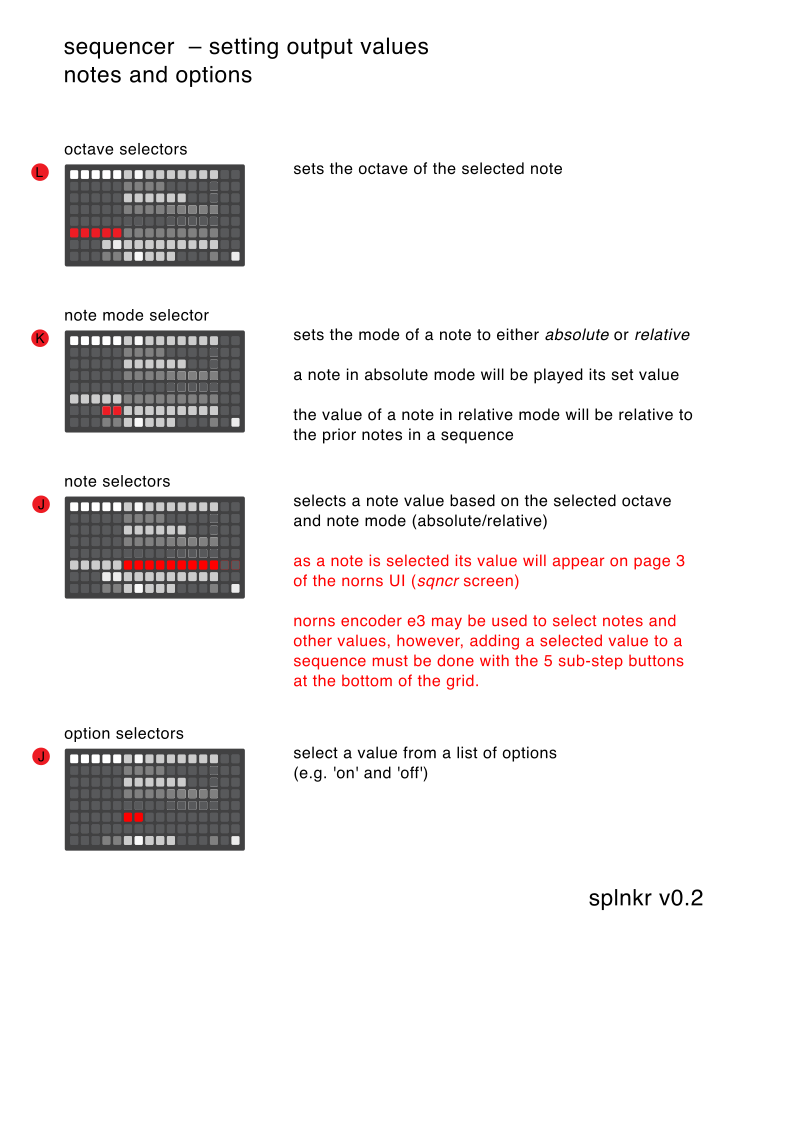 sequencer – setting output values
notes and options
octave selectors
L
sets the octave of the selected note
note mode selector
K
sets the mode of a note to either absolute or relative
a note in absolute mode will be played its set value
the value of a note in relative mode will be relative to
the prior notes in a sequence
note selectors
J
selects a note value based on the selected octave
and note mode (absolute/relative)
as a note is selected its value will appear on page 3
of the norns UI (sqncr screen)
norns encoder e3 may be used to select notes and
other values, however, adding a selected value to a
sequence must be done with the 5 sub-step buttons
at the bottom of the grid.
option selectors
J
select a value from a list of options
(e.g. 'on' and 'off')
splnkr v0.2